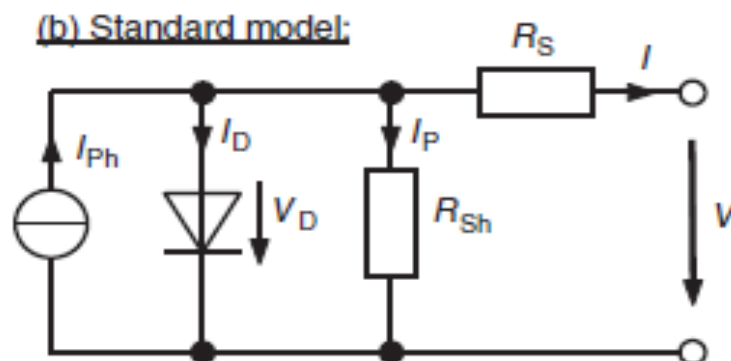 (b) Standard model:
R_S
I
I_Ph
I_D
I_P
V_D
R_Sh
V